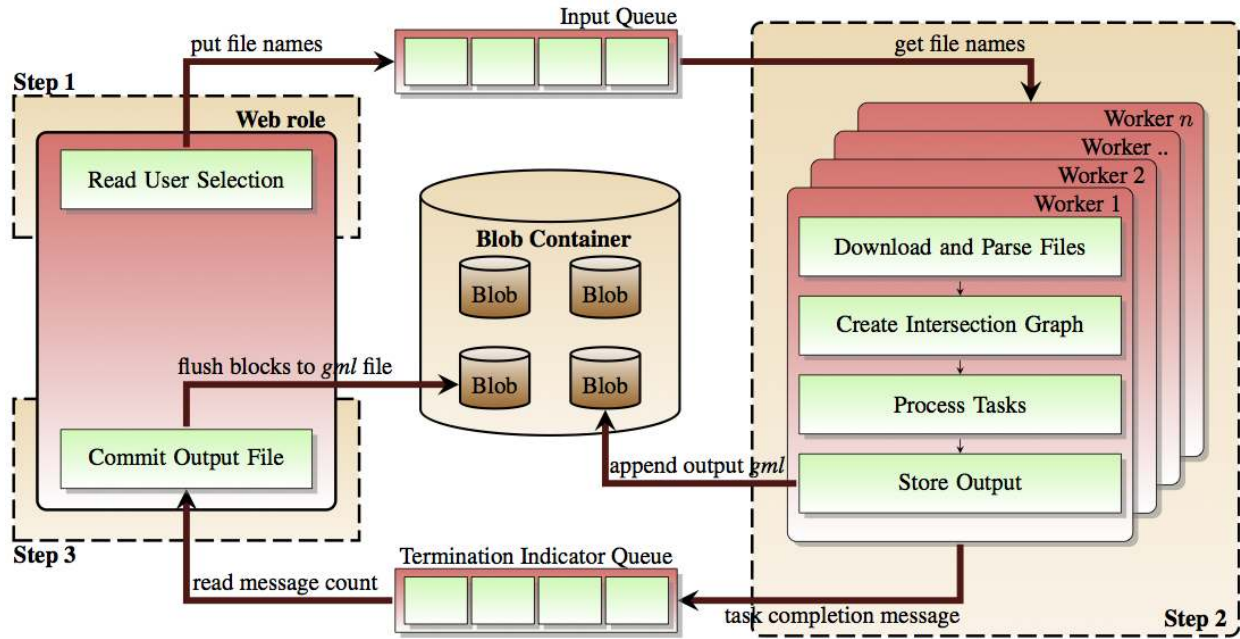 Input Queue
put file names
get file names
Step 1
Web role
Read User Selection
Worker n
Worker ..
Worker 2
Worker 1
Download and Parse Files
Create Intersection Graph
Process Tasks
Store Output
Blob Container
Blob
Blob
Blob
Blob
flush blocks to gml file
append output gml
Commit Output File
Step 3
Termination Indicator Queue
read message count
task completion message
Step 2